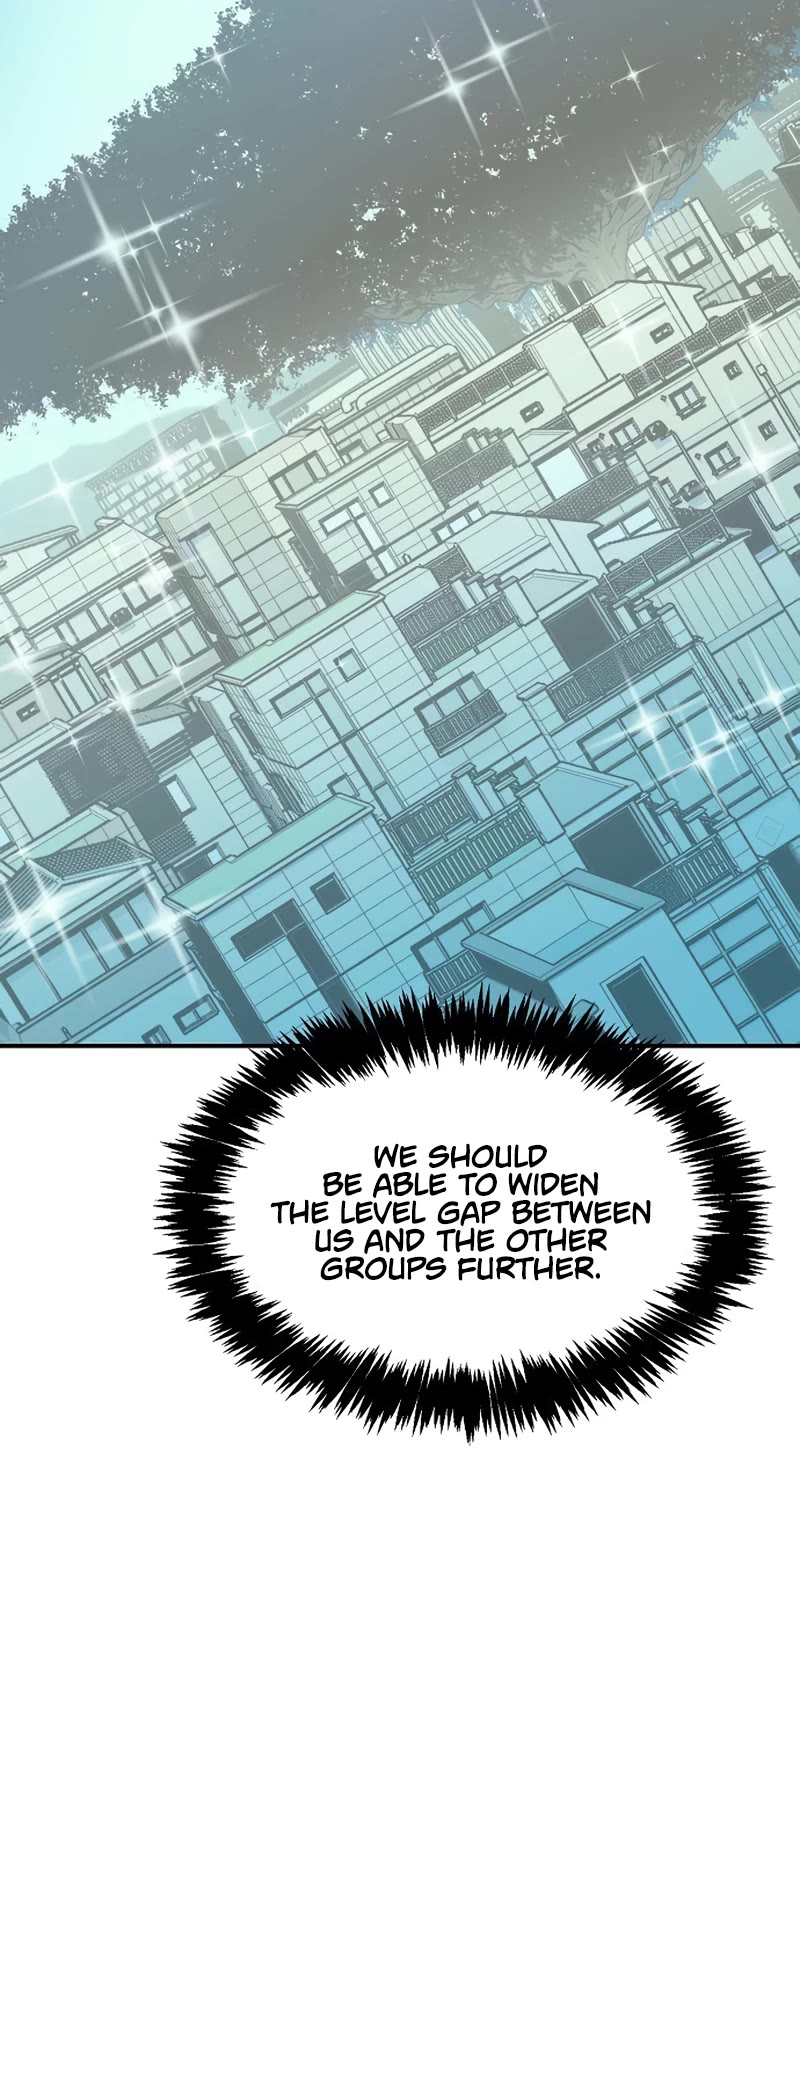 WE SHOULD
BE ABLE TO WIDEN
THE LEVEL GAP BETWEEN
US AND THE OTHER
GROUPS FURTHER.